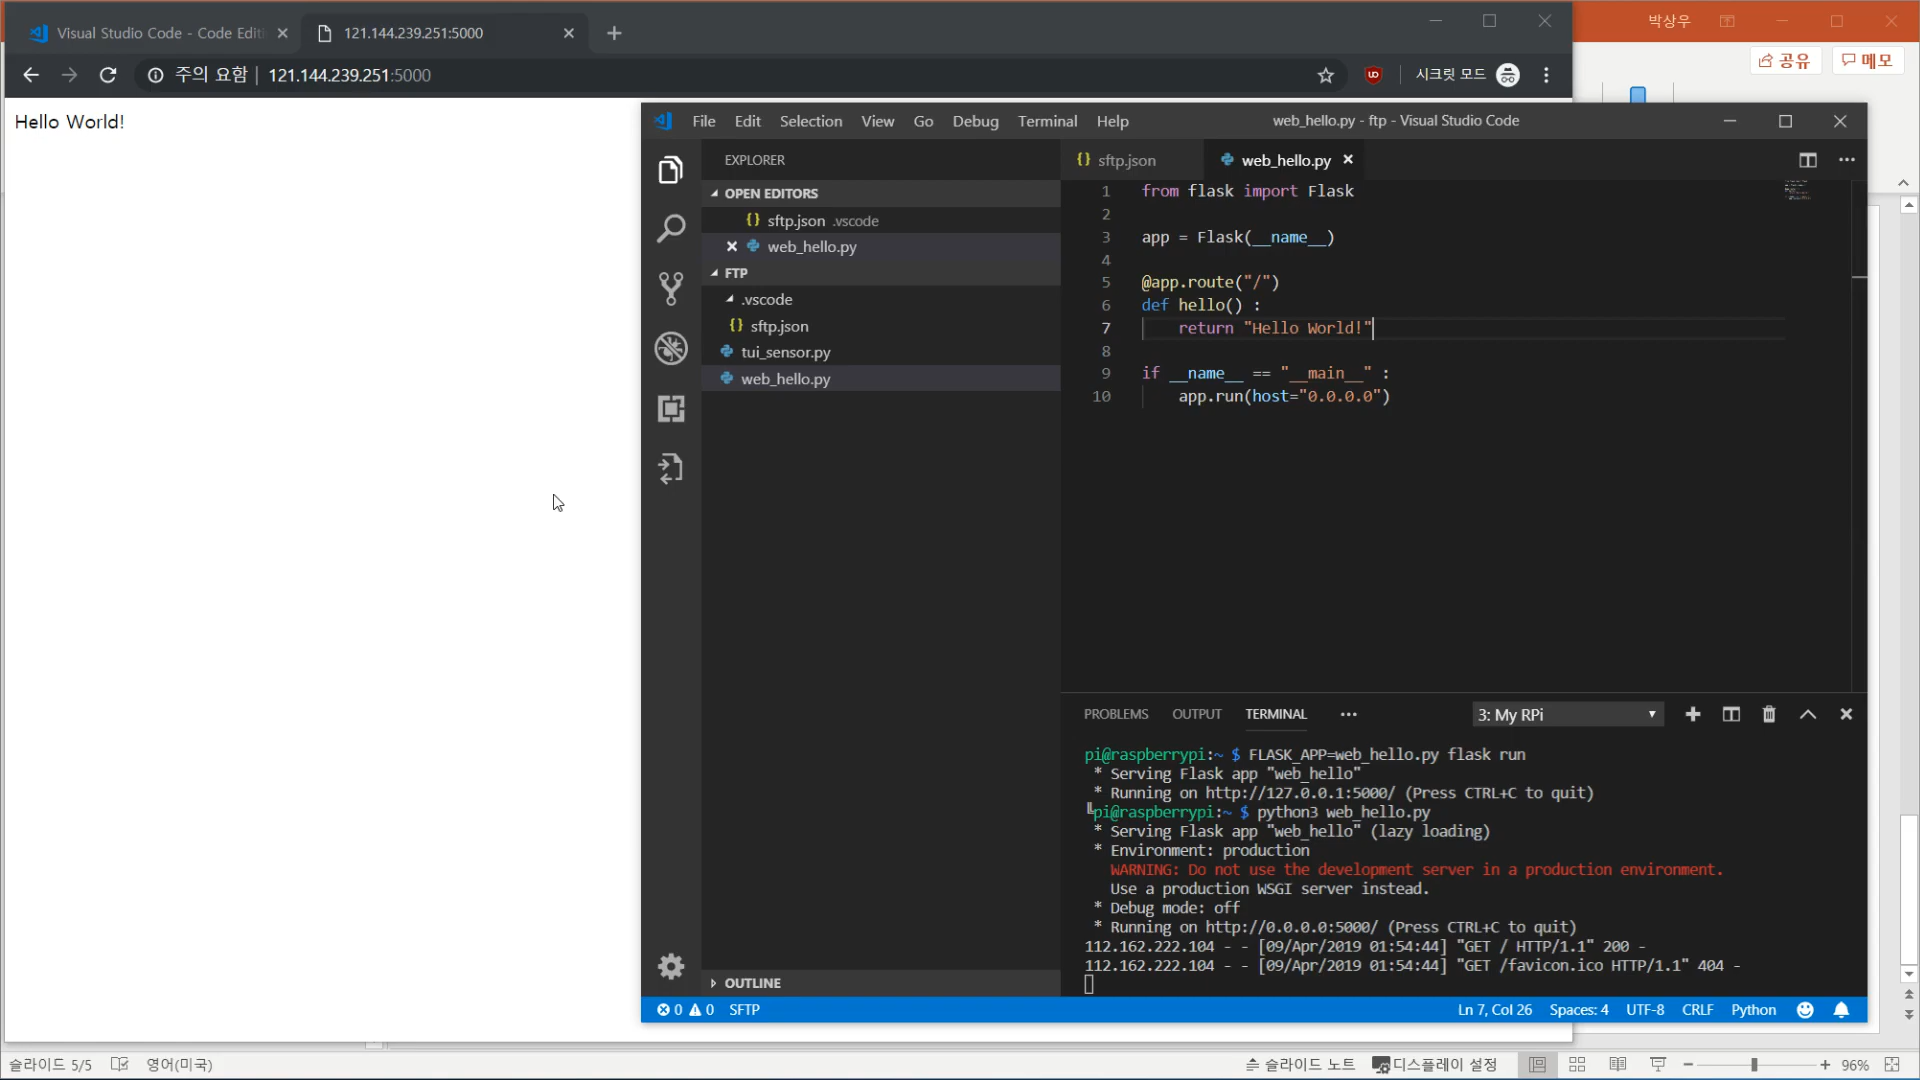 Visual Studio Code - Code Editi
121.144.239.251:5000
박상우
주의 요함 | 121.144.239.251:5000
시크릿 모드
공유
메모
Hello World!
File Edit Selection View Go Debug Terminal Help
web_hello.py - ftp - Visual Studio Code
EXPLORER
OPEN EDITORS
sftp.json .vscode
web_hello.py
FTP
.vscode
sftp.json
tui_sensor.py
web_hello.py
OUTLINE
sftp.json
web_hello.py
1 from flask import Flask
2
3 app = Flask(__name__)
4
5 @app.route("/")
6 def hello() :
7 return "Hello World!"
8
9 if __name__ == "__main__" :
10 app.run(host="0.0.0.0")
PROBLEMS OUTPUT TERMINAL
3: My RPi
pi@raspberrypi:~ $ FLASK_APP=web_hello.py flask run
* Serving Flask app "web_hello"
* Running on http://127.0.0.1:5000/ (Press CTRL+C to quit)
pi@raspberrypi:~ $ python3 web_hello.py
* Serving Flask app "web_hello" (lazy loading)
* Environment: production
WARNING: Do not use the development server in a production environment.
Use a production WSGI server instead.
* Debug mode: off
* Running on http://0.0.0.0:5000/ (Press CTRL+C to quit)
112.162.222.104 - - [09/Apr/2019 01:54:44] "GET / HTTP/1.1" 200 -
112.162.222.104 - - [09/Apr/2019 01:54:44] "GET /favicon.ico HTTP/1.1" 404 -
0 0 SFTP
Ln 7, Col 26 Spaces: 4 UTF-8 CRLF Python
슬라이드 5/5 영어(미국)
슬라이드 노트 디스플레이 설정
96%